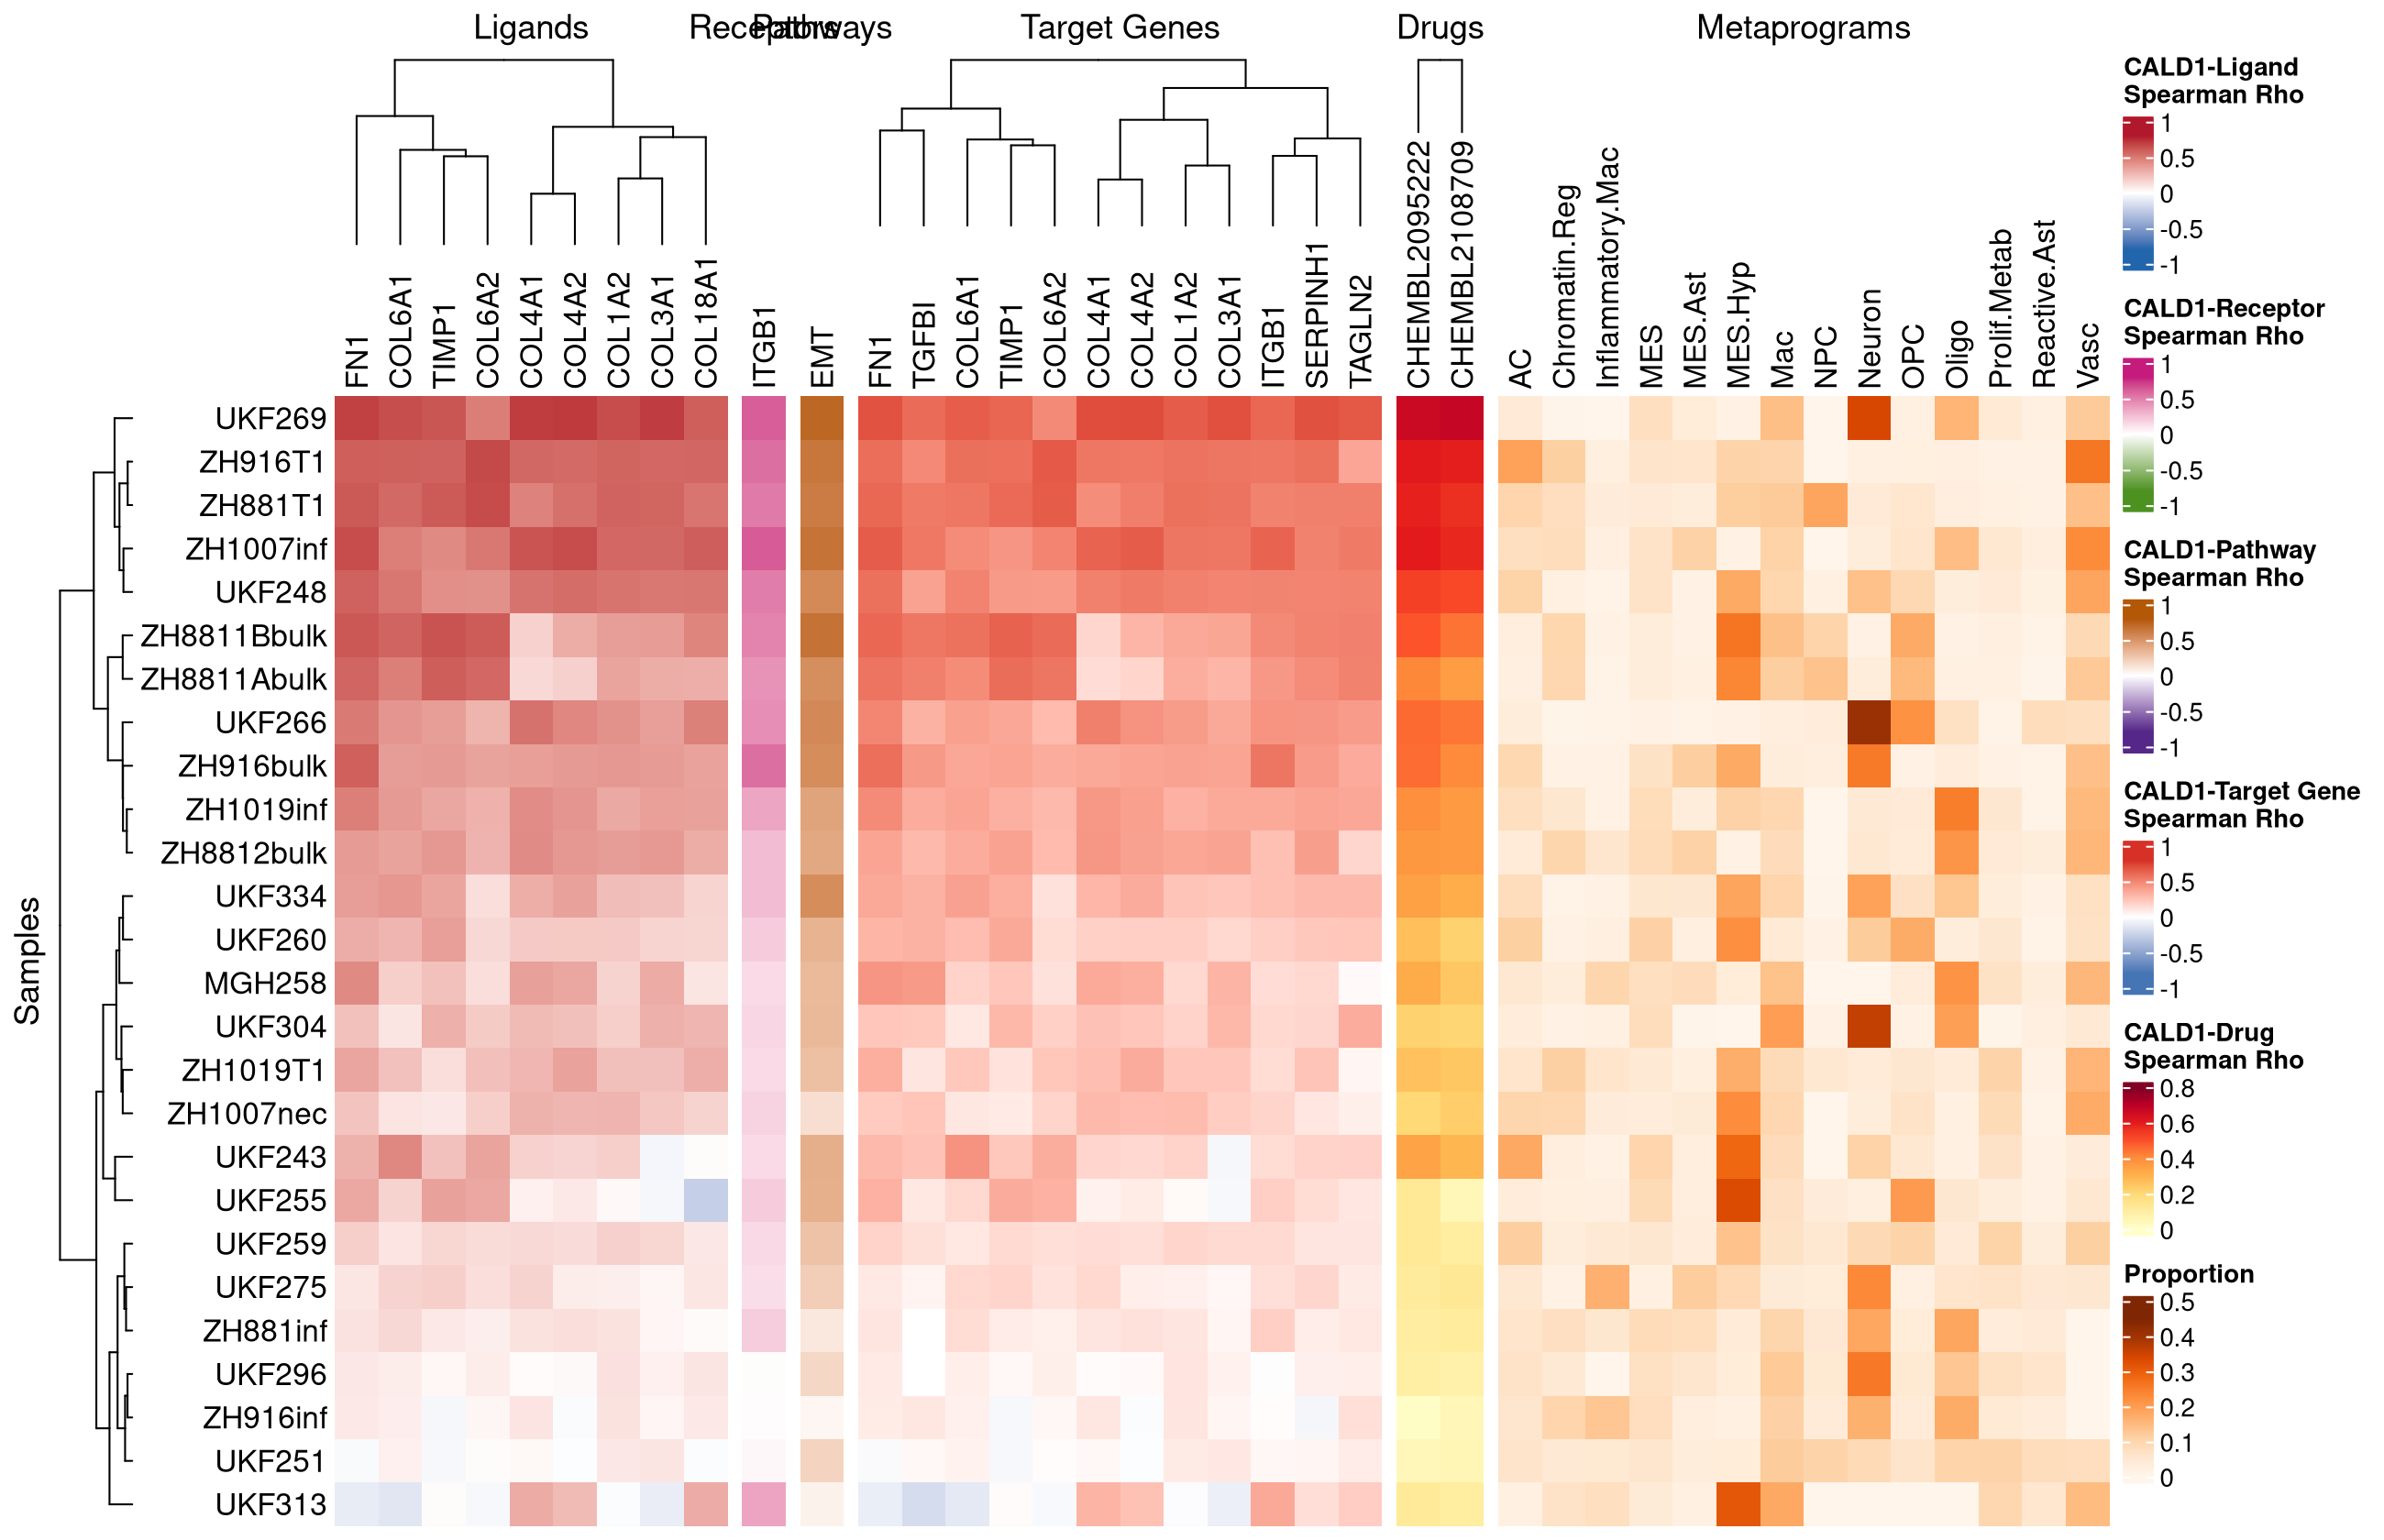 Ligands
Receptors
Pathways
Target Genes
Drugs
Metaprograms
FN1
COL6A1
TIMP1
COL6A2
COL4A1
COL4A2
COL1A2
COL3A1
COL18A1
ITGB1
EMT
FN1
TGFBI
COL6A1
TIMP1
COL6A2
COL4A1
COL4A2
COL1A2
COL3A1
ITGB1
SERPINH1
TAGLN2
CHEMBL2095222
CHEMBL2108709
AC
Chromatin.Reg
Inflammatory.Mac
MES
MES.Ast
MES.Hyp
Mac
NPC
Neuron
OPC
Oligo
Prolif.Metab
Reactive.Ast
Vasc
Samples
UKF269
ZH916T1
ZH881T1
ZH1007inf
UKF248
ZH8811Bbulk
ZH8811Abulk
UKF266
ZH916bulk
ZH1019inf
ZH8812bulk
UKF334
UKF260
MGH258
UKF304
ZH1019T1
ZH1007nec
UKF243
UKF255
UKF259
UKF275
ZH881inf
UKF296
ZH916inf
UKF251
UKF313
CALD1-Ligand
Spearman Rho
1
0.5
0
-0.5
-1
CALD1-Receptor
Spearman Rho
1
0.5
0
-0.5
-1
CALD1-Pathway
Spearman Rho
1
0.5
0
-0.5
-1
CALD1-Target Gene
Spearman Rho
1
0.5
0
-0.5
-1
CALD1-Drug
Spearman Rho
0.8
0.6
0.4
0.2
0
Proportion
0.5
0.4
0.3
0.2
0.1
0